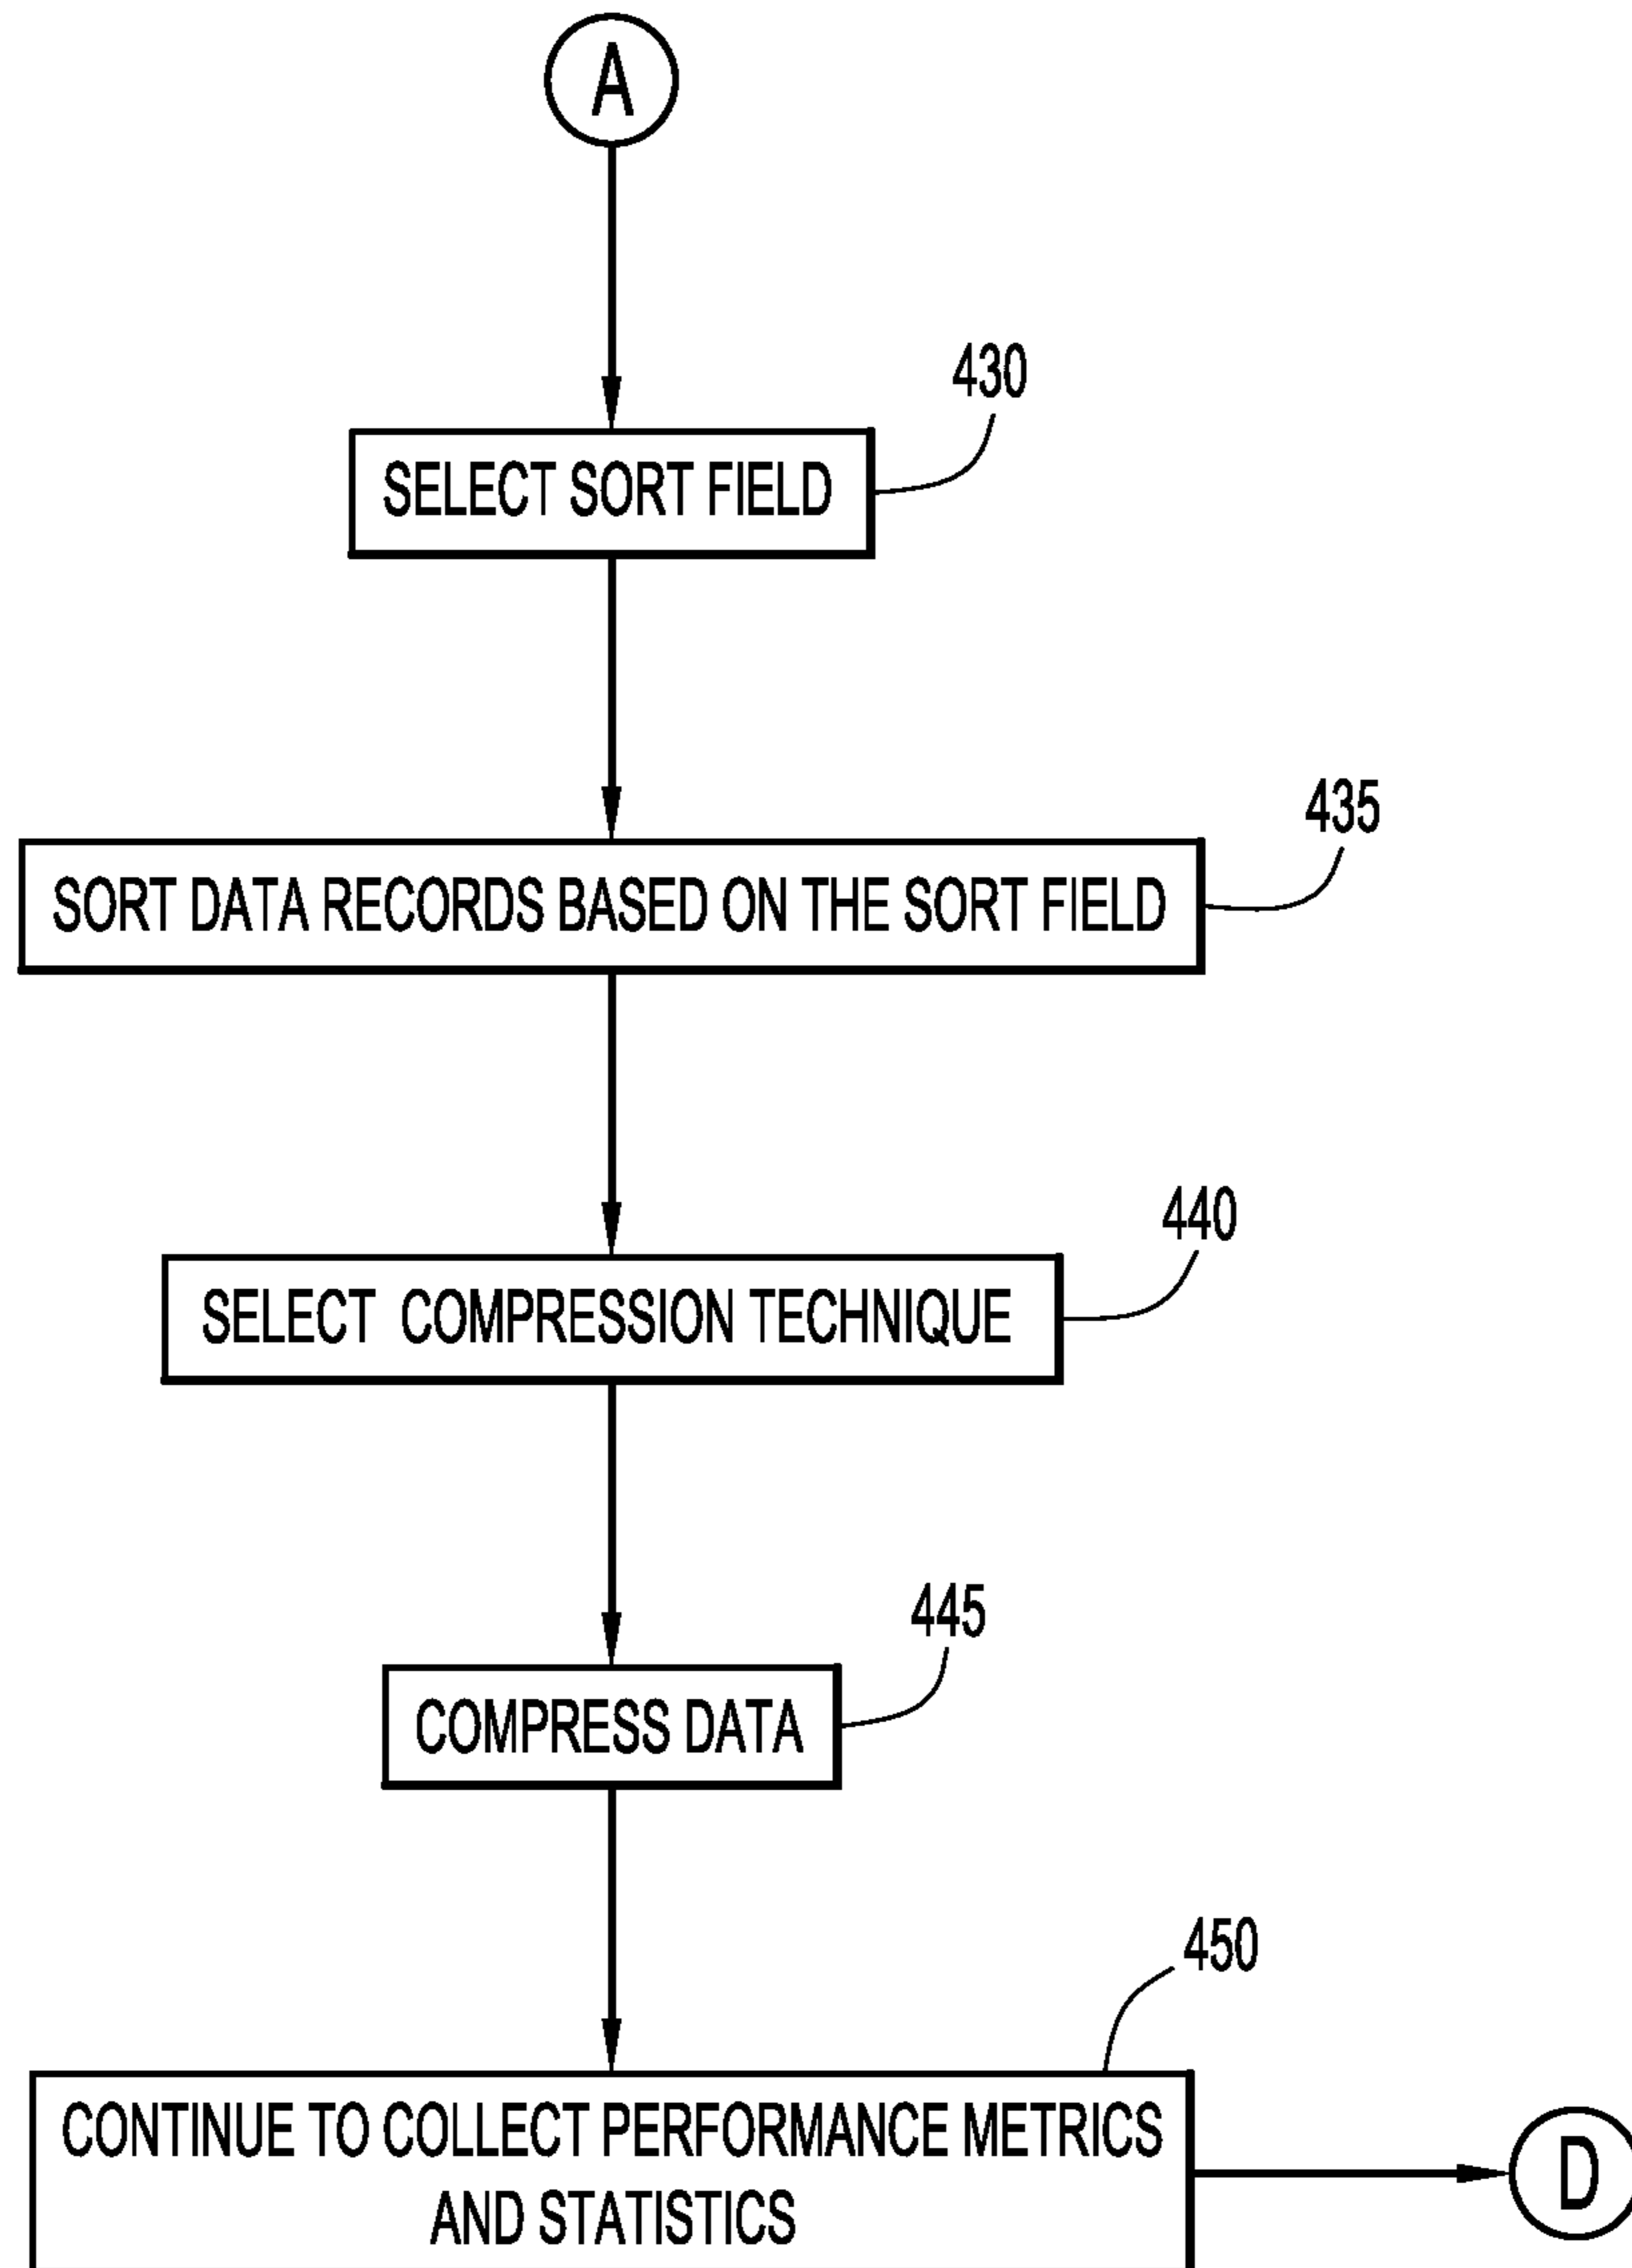 A
430
SELECT SORT FIELD
435
SORT DATA RECORDS BASED ON THE SORT FIELD
440
SELECT COMPRESSION TECHNIQUE
445
COMPRESS DATA
450
CONTINUE TO COLLECT PERFORMANCE METRICS
AND STATISTICS
D